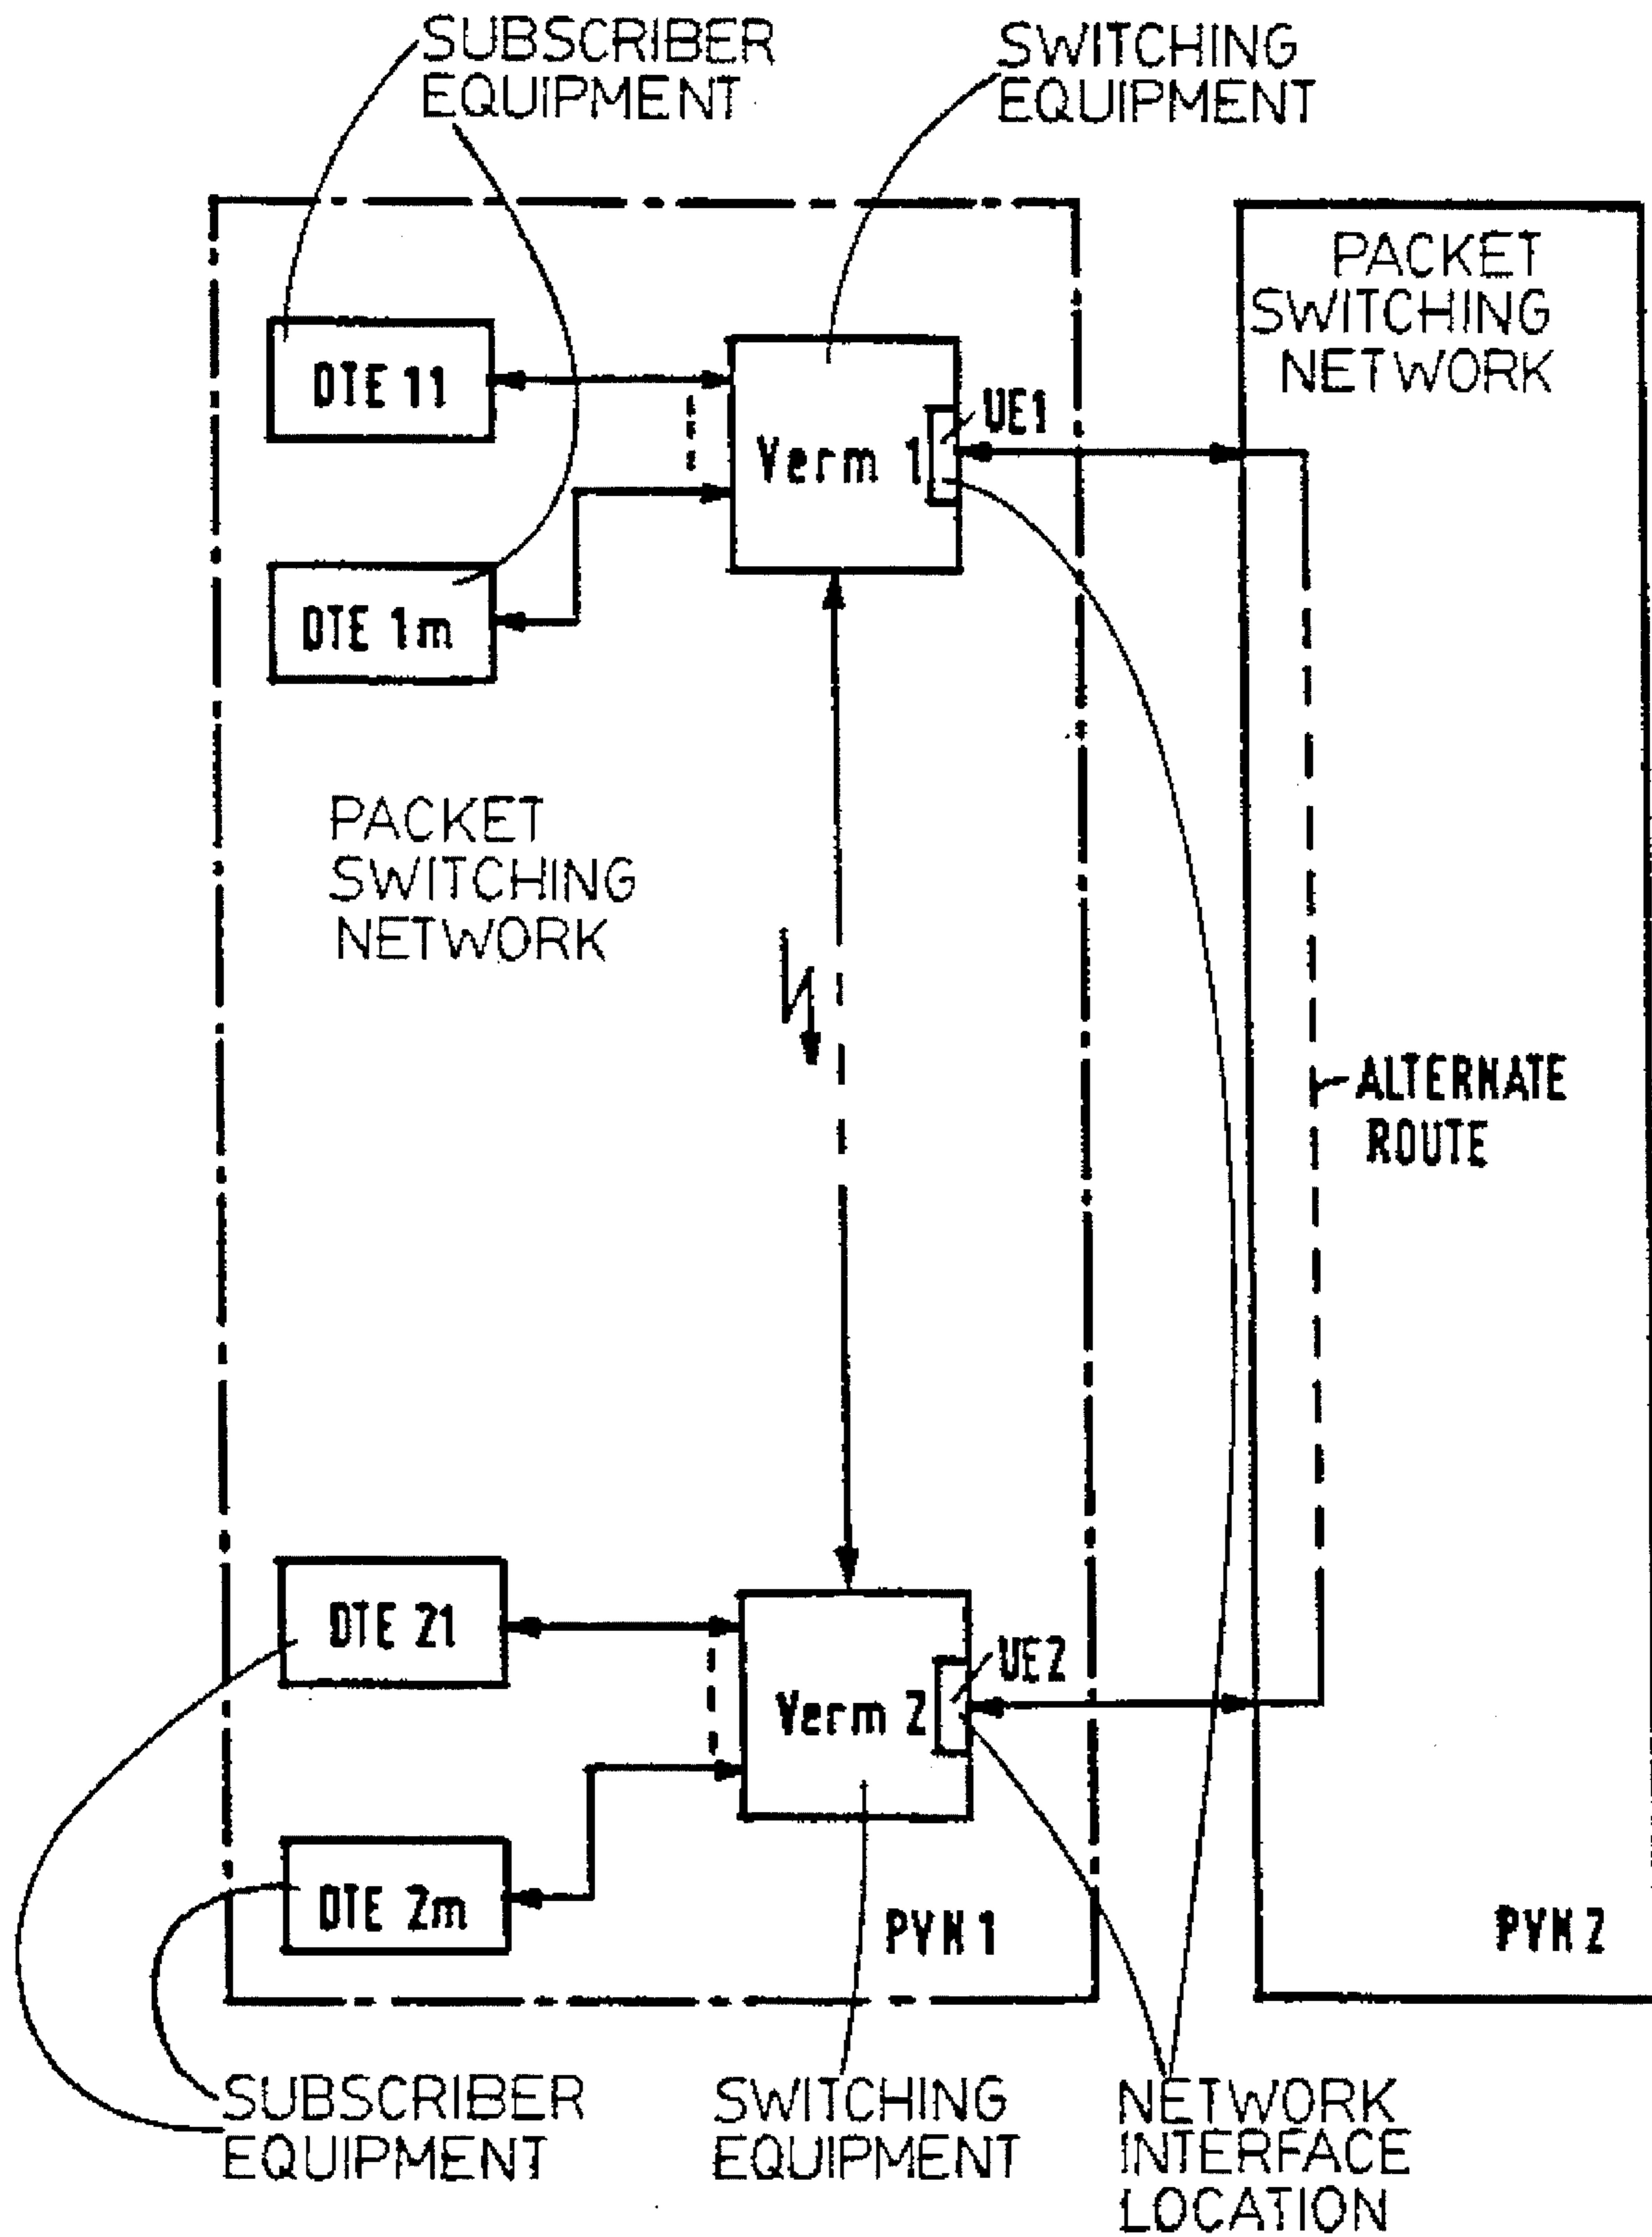 SUBSCRIBER
EQUIPMENT
SWITCHING
EQUIPMENT
PACKET
SWITCHING
NETWORK
DTE 11
Verm 1
UE1
DTE 1m
PACKET
SWITCHING
NETWORK
ALTERNATE
ROUTE
DTE 21
Verm 2
UE2
DTE 2m
PVN 1
PVN 2
SUBSCRIBER
EQUIPMENT
SWITCHING
EQUIPMENT
NETWORK
INTERFACE
LOCATION